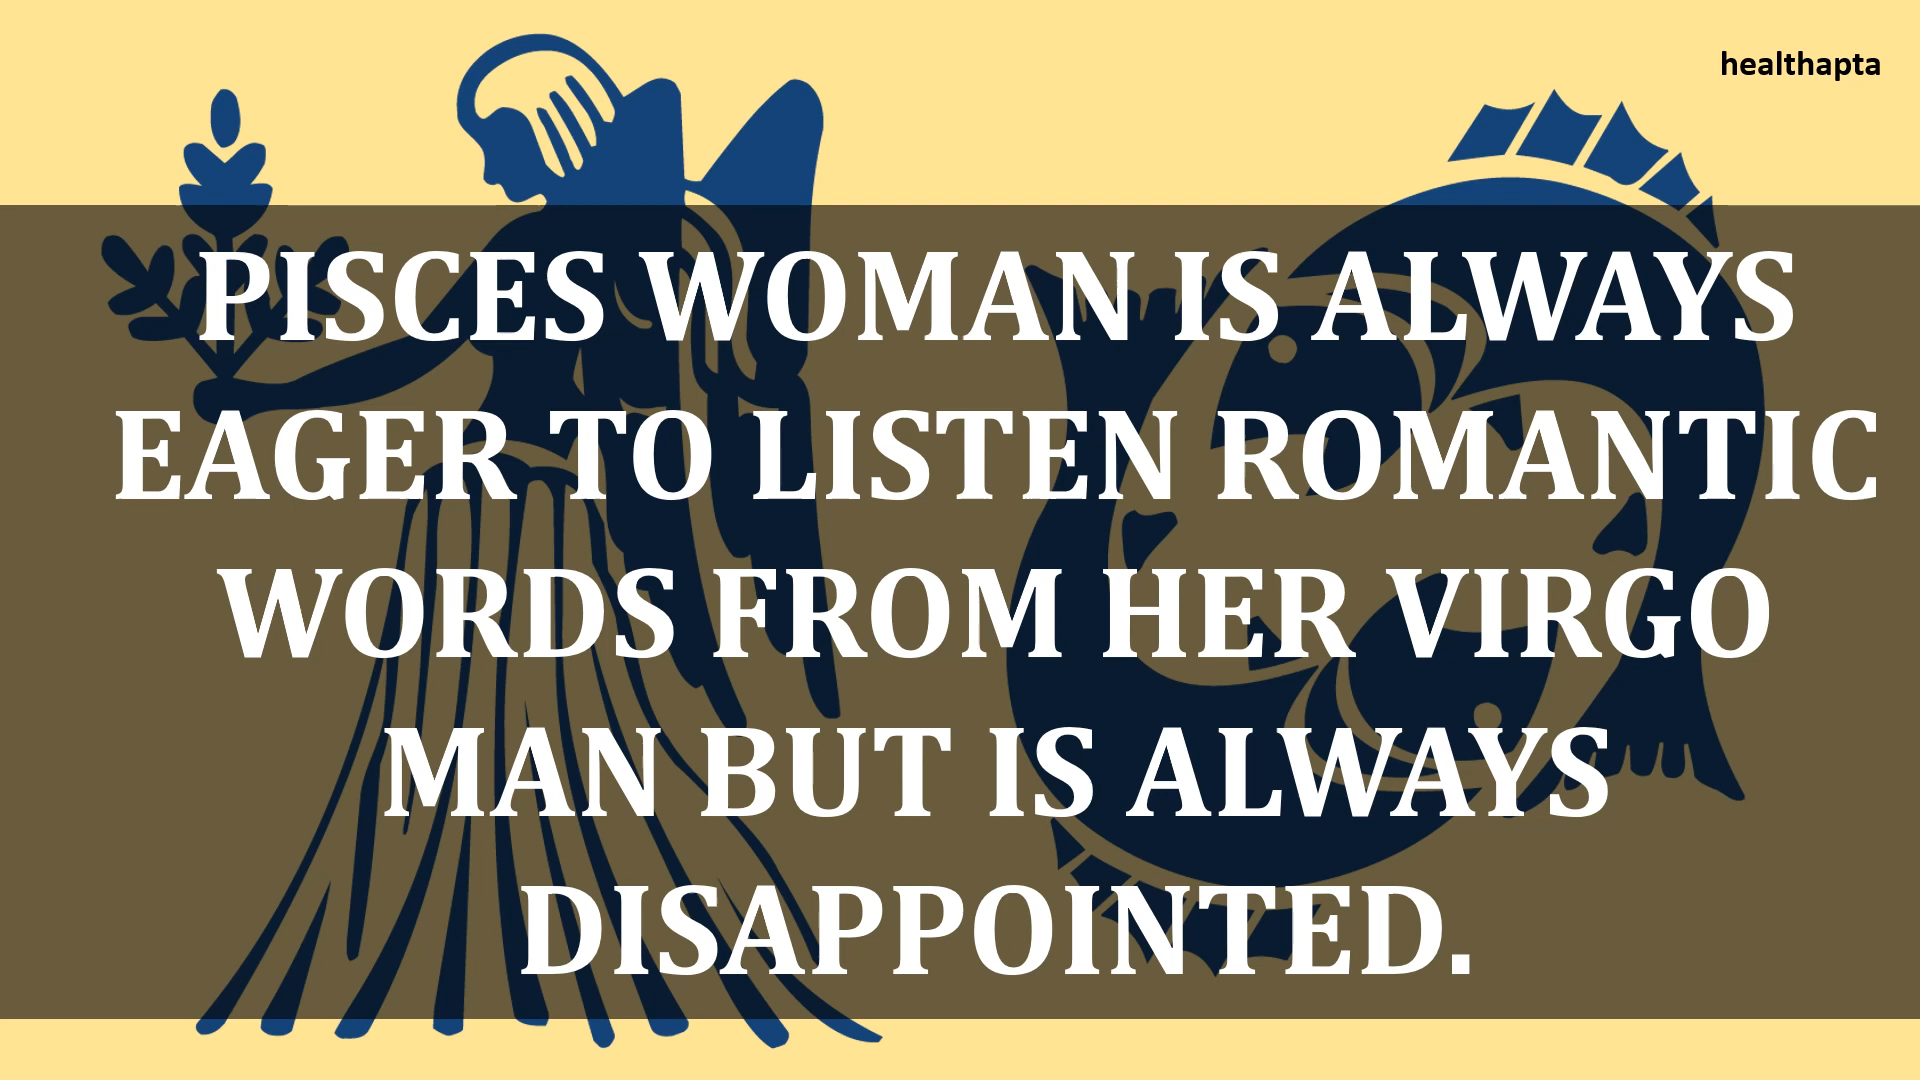 healthapta
PISCES WOMAN IS ALWAYS
EAGER TO LISTEN ROMANTIC
WORDS FROM HER VIRGO
MAN BUT IS ALWAYS
DISAPPOINTED.